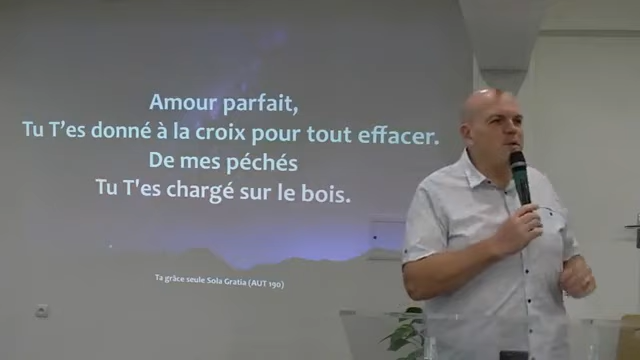 Amour parfait,
Tu T’es donné à la croix pour tout effacer.
De mes péchés
Tu T'es chargé sur le bois.
Ta grâce seule Sola Gratia (AUT 190)